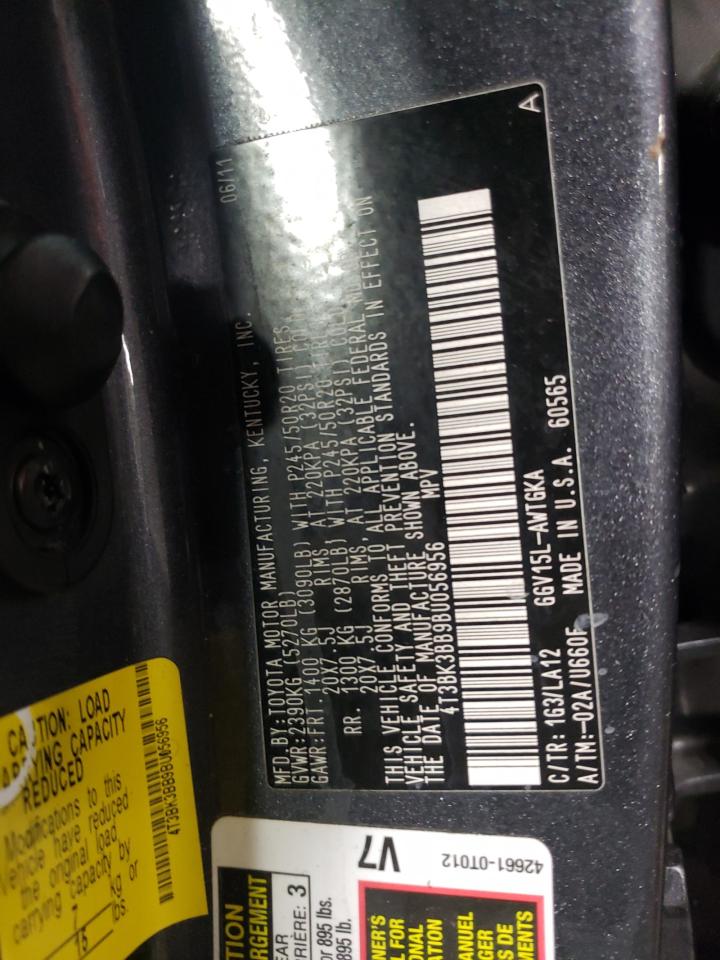 MFD.BY:TOYOTA MOTOR MANUFACTURING, KENTUCKY, INC. 06/11
GVWR:2390KG (5270LB)
GAWR:FRT.1400 KG (3090LB) WITH P245/50R20 TIRES,
20X7.5J RIMS, AT 220KPA (32PSI) COLD
RR. 1300 KG (2870LB) WITH P245/50R20
20X7.5J RIMS, AT 220KPA (32PSI)
THIS VEHICLE CONFORMS TO ALL APPLICABLE FEDERAL
VEHICLE SAFETY AND THEFT PREVENTION STANDARDS IN EFFECT ON
THE DATE OF MANUFACTURE SHOWN ABOVE.
4T3BK3BB9BU056956 MPV
C/TR: 1G3/LA12 GGV15L-AWTGKA
A/TM:-02A/U660F MADE IN U.S.A. 60565
A
CAUTION: LOAD
CARRYING CAPACITY
REDUCED
Modifications to this
Vehicle have reduced
the original load
carrying capacity by
7 kg or
15 lbs.
4T3BK3BB9BU056956
V7
42661-0T012
3
or 895 lbs.
895 lb.